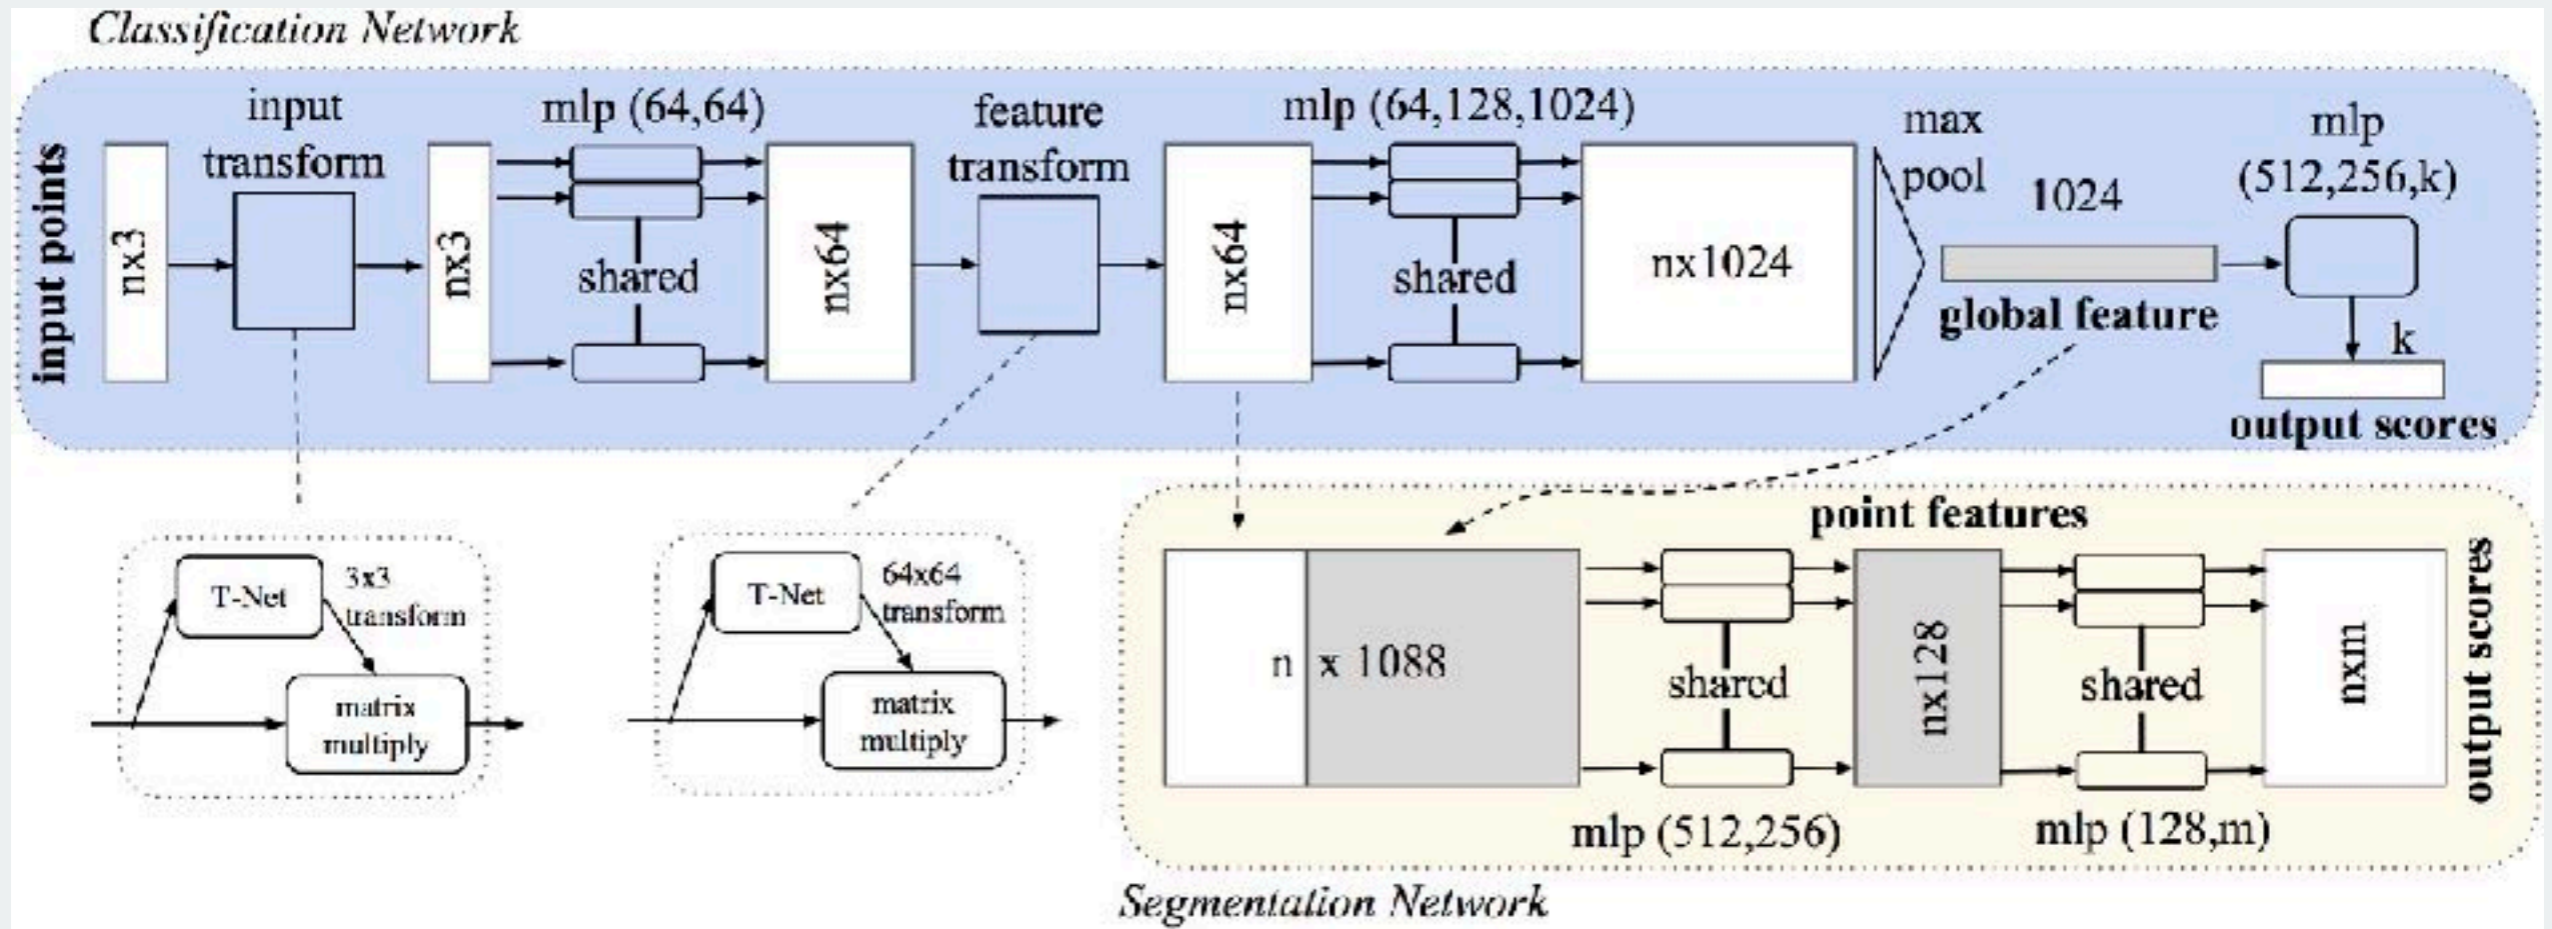 Classification Network
input points
nx3
input
transform
nx3
mlp (64,64)
shared
nx64
feature
transform
nx64
mlp (64,128,1024)
shared
nx1024
max
pool
1024
global feature
mlp
(512,256,k)
k
output scores
T-Net
3x3
transform
matrix
multiply
T-Net
64x64
transform
matrix
multiply
point features
n x 1088
shared
mlp (512,256)
nx128
shared
mlp (128,m)
nxm
output scores
Segmentation Network